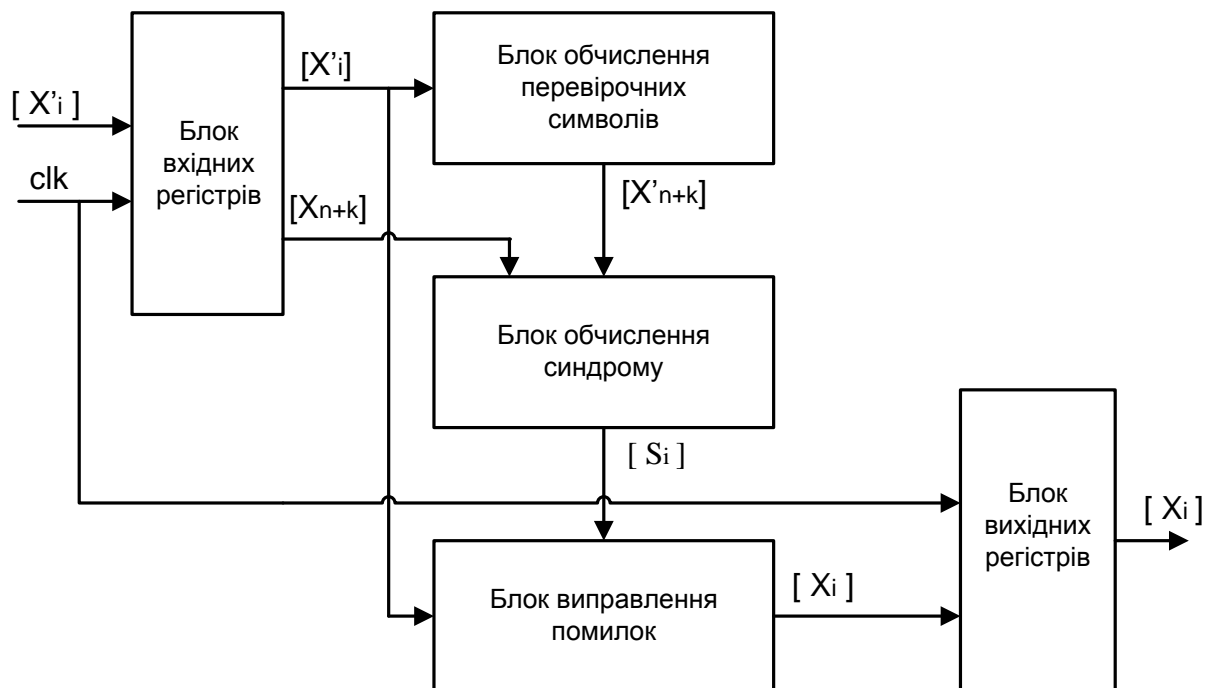 Блок обчислення
перевірочних
символів
[X’i]
[ X’i ]
Блок
вхідних
регістрів
clk
[X’n+k]
[Xn+k]
Блок обчислення
синдрому
[ Si ]
Блок
вихідних
регістрів
[ Xi ]
Блок виправлення
помилок
[ Xi ]